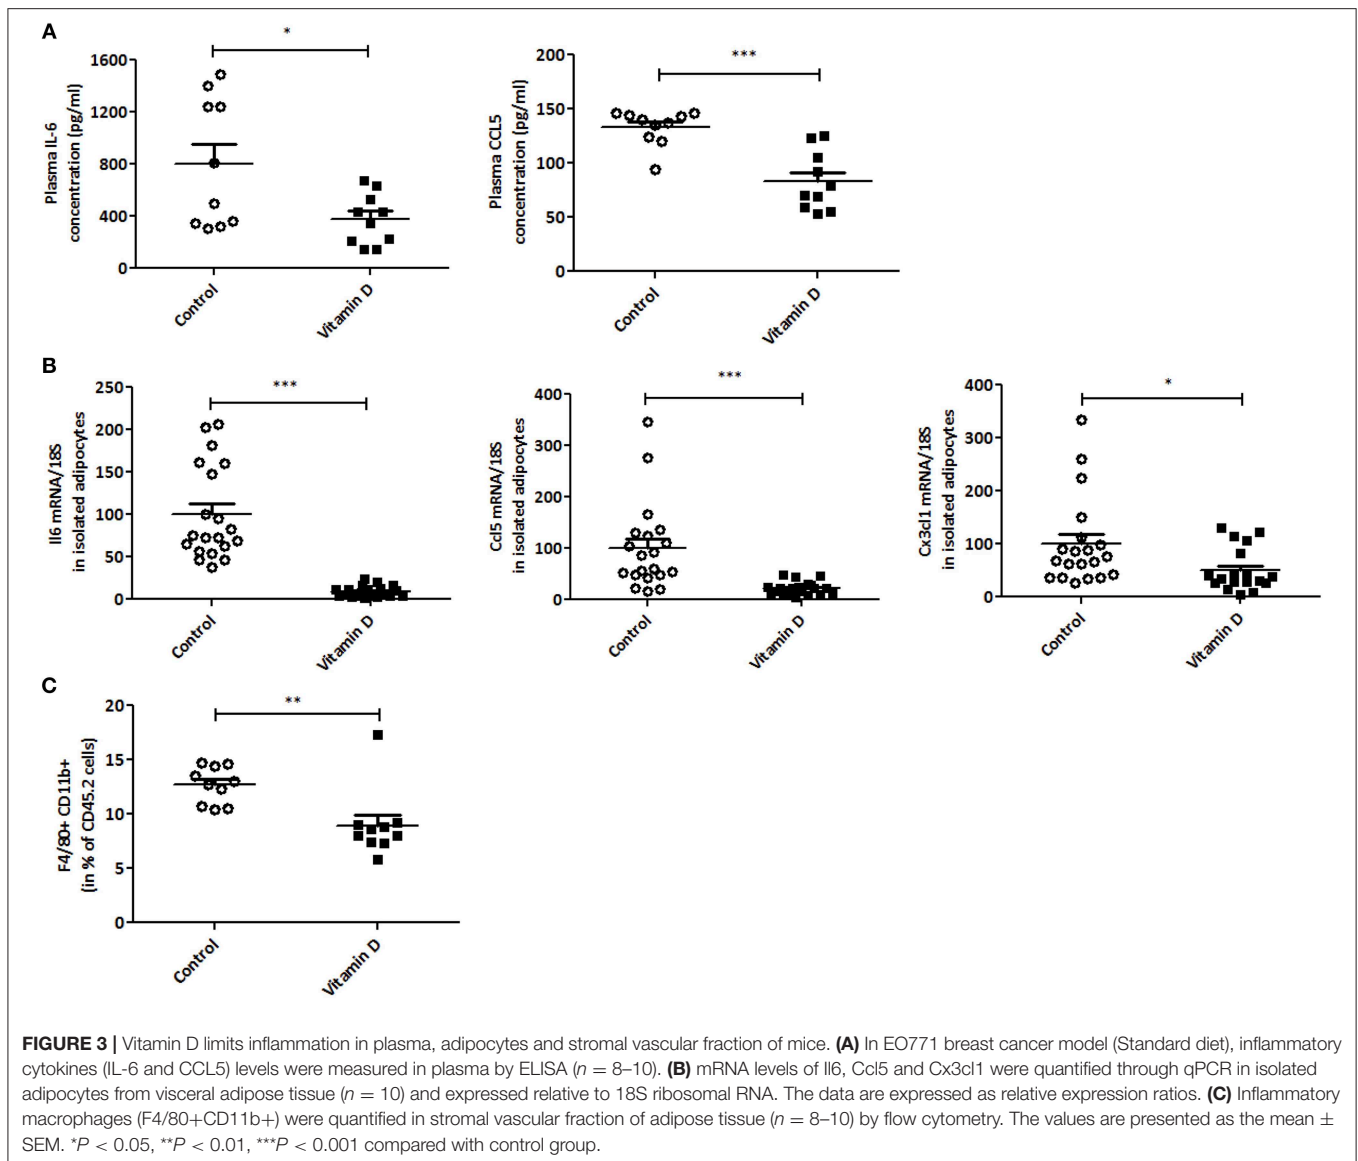 A
*
1600
1200
800
400
0
Plasma IL-6
concentration (pg/ml)
Control
Vitamin D
***
200
150
100
50
0
Plasma CCL5
concentration (pg/ml)
Control
Vitamin D
B
***
250
200
150
100
50
0
Il6 mRNA/18S
in isolated adipocytes
Control
Vitamin D
***
400
300
200
100
0
Ccl5 mRNA/18S
in isolated adipocytes
Control
Vitamin D
*
400
300
200
100
0
Cx3cl1 mRNA/18S
in isolated adipocytes
Control
Vitamin D
C
**
20
15
10
5
0
F4/80+ CD11b+
(in % of CD45.2 cells)
Control
Vitamin D
FIGURE 3 | Vitamin D limits inflammation in plasma, adipocytes and stromal vascular fraction of mice. (A) In EO771 breast cancer model (Standard diet), inflammatory
cytokines (IL-6 and CCL5) levels were measured in plasma by ELISA (n = 8–10). (B) mRNA levels of Il6, Ccl5 and Cx3cl1 were quantified through qPCR in isolated
adipocytes from visceral adipose tissue (n = 10) and expressed relative to 18S ribosomal RNA. The data are expressed as relative expression ratios. (C) Inflammatory
macrophages (F4/80+CD11b+) were quantified in stromal vascular fraction of adipose tissue (n = 8–10) by flow cytometry. The values are presented as the mean ±
SEM. *P < 0.05, **P < 0.01, ***P < 0.001 compared with control group.